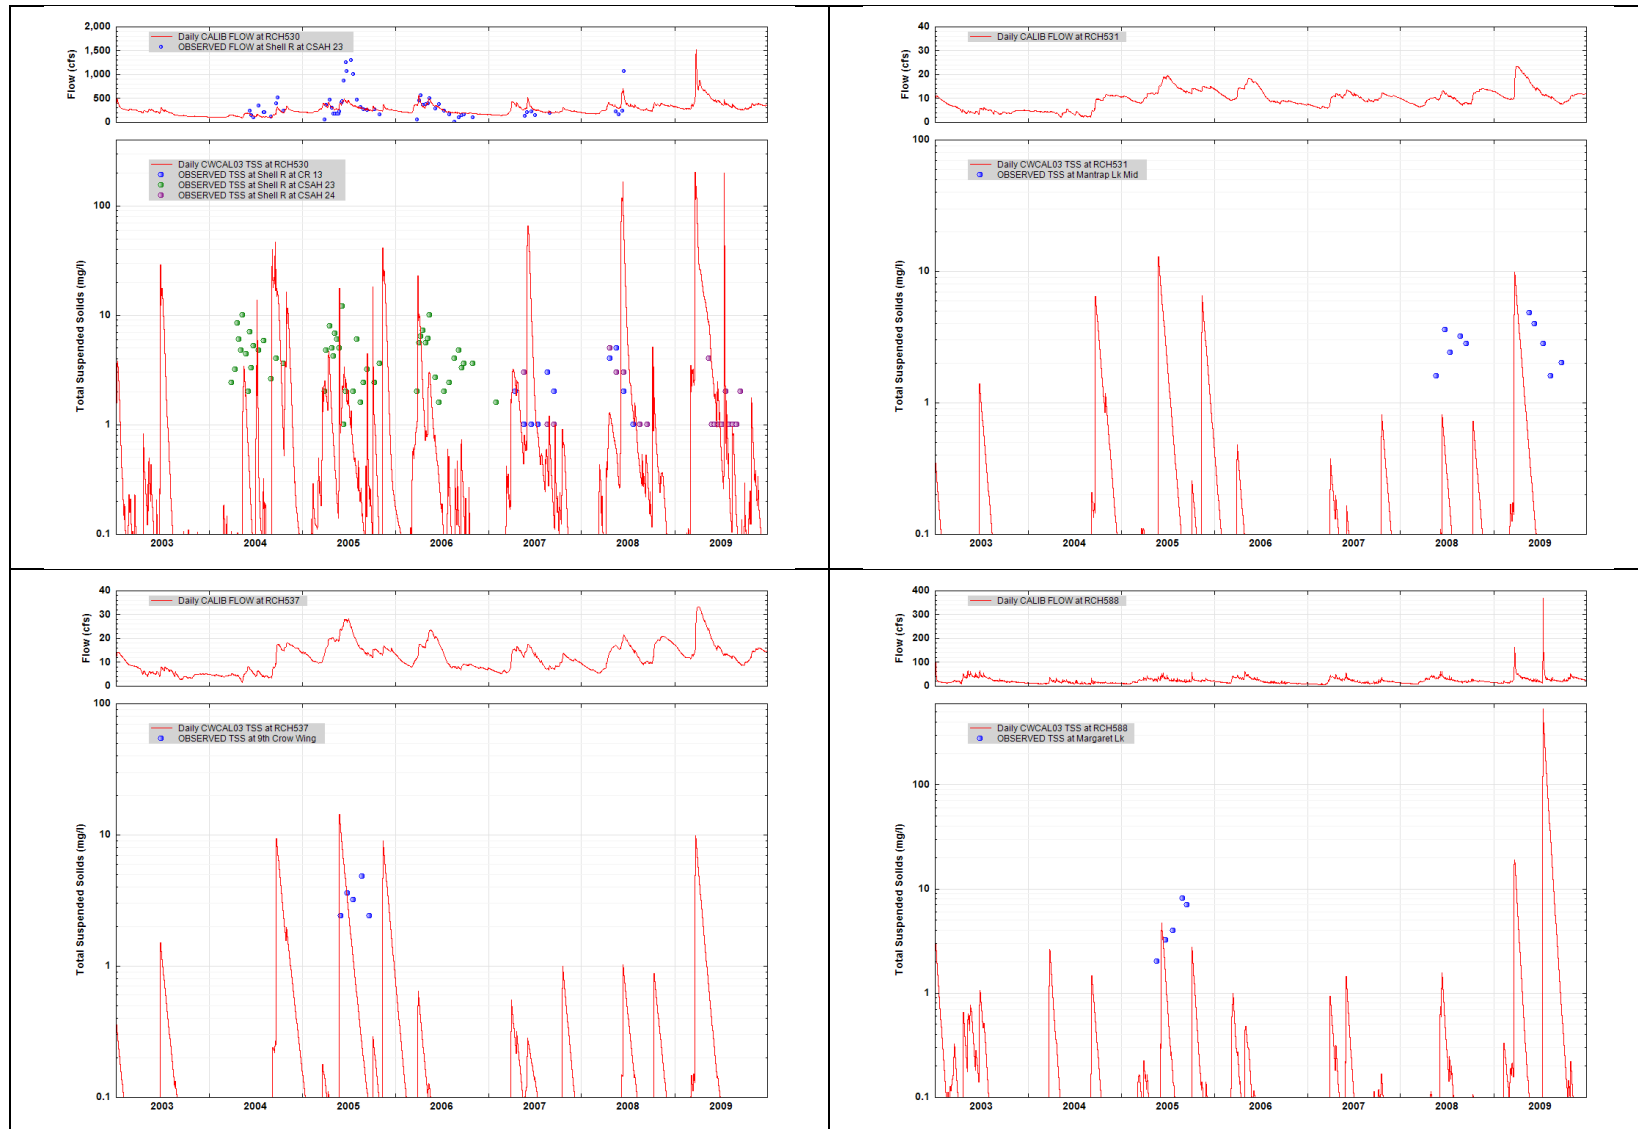 2,000
1,500
1,000
500
0
Flow (cfs)
Daily CALIB FLOW at RCH530
OBSERVED FLOW at Shell R at CSAH 23
100
10
1
0.1
Total Suspended Solids (mg/l)
Daily CWCAL03 TSS at RCH530
OBSERVED TSS at Shell R at CR 13
OBSERVED TSS at Shell R at CSAH 23
OBSERVED TSS at Shell R at CSAH 24
2003 2004 2005 2006 2007 2008 2009
40
30
20
10
0
Flow (cfs)
Daily CALIB FLOW at RCH531
100
10
1
0.1
Total Suspended Solids (mg/l)
Daily CWCAL03 TSS at RCH531
OBSERVED TSS at Mantrap Lk Mid
2003 2004 2005 2006 2007 2008 2009
40
30
20
10
0
Flow (cfs)
Daily CALIB FLOW at RCH537
100
10
1
0.1
Total Suspended Solids (mg/l)
Daily CWCAL03 TSS at RCH537
OBSERVED TSS at 9th Crow Wing
2003 2004 2005 2006 2007 2008 2009
400
300
200
100
0
Flow (cfs)
Daily CALIB FLOW at RCH588
100
10
1
0.1
Total Suspended Solids (mg/l)
Daily CWCAL03 TSS at RCH588
OBSERVED TSS at Margaret Lk
2003 2004 2005 2006 2007 2008 2009